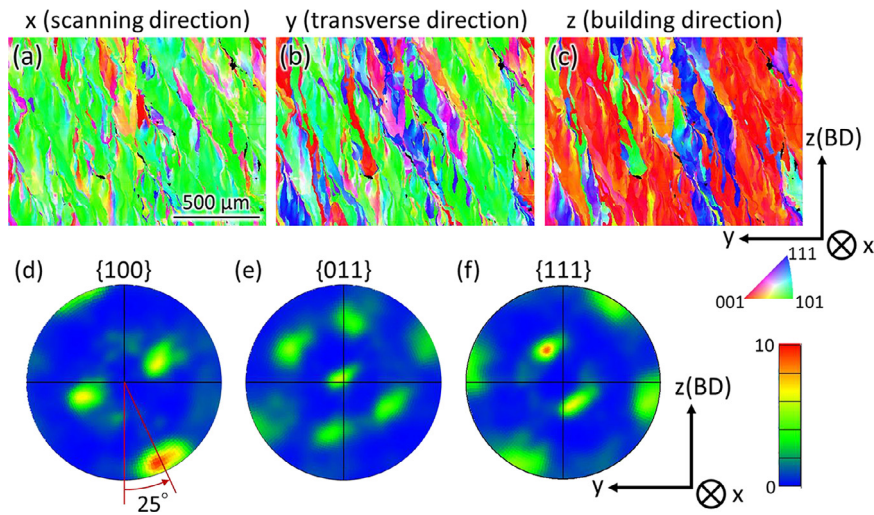 x (scanning direction)
y (transverse direction)
z (building direction)
(a)
(b)
(c)
500 μm
z(BD)
y
x
111
001
101
(d)
{100}
(e)
{011}
(f)
{111}
10
z(BD)
y
x
0
25°